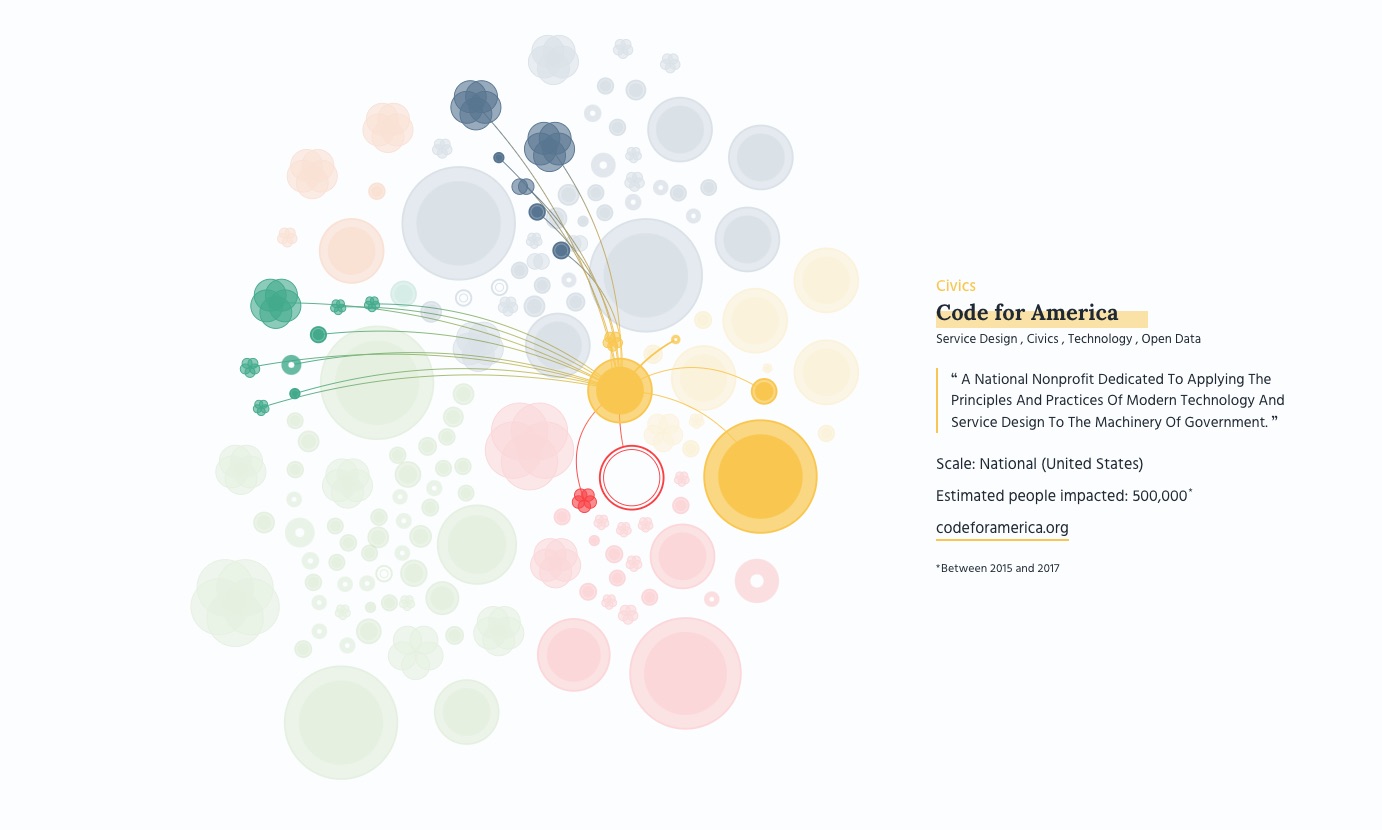 Civics
Code for America
Service Design , Civics , Technology , Open Data
❝ A National Nonprofit Dedicated To Applying The
Principles And Practices Of Modern Technology And
Service Design To The Machinery Of Government. ❞
Scale: National (United States)
Estimated people impacted: 500,000*
codeforamerica.org
*Between 2015 and 2017